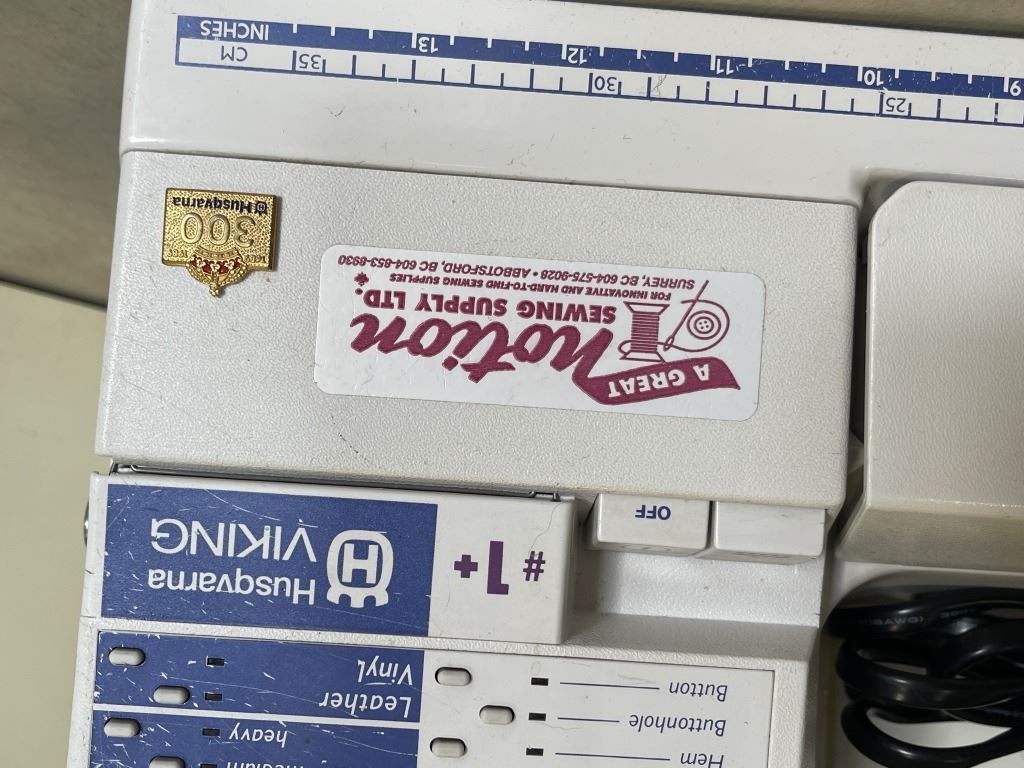 Hem
Buttonhole
Button
medium
heavy
Leather
Vinyl
#1+
Husqvarna
VIKING
OFF
A GREAT
notion
SEWING SUPPLY LTD.
FOR INNOVATIVE AND HARD-TO-FIND SEWING SUPPLIES
SURREY, BC 604-575-9028 • ABBOTSFORD, BC 604-853-8930
300
Husqvarna
9 10 11 12 13 INCHES
25 30 35 CM